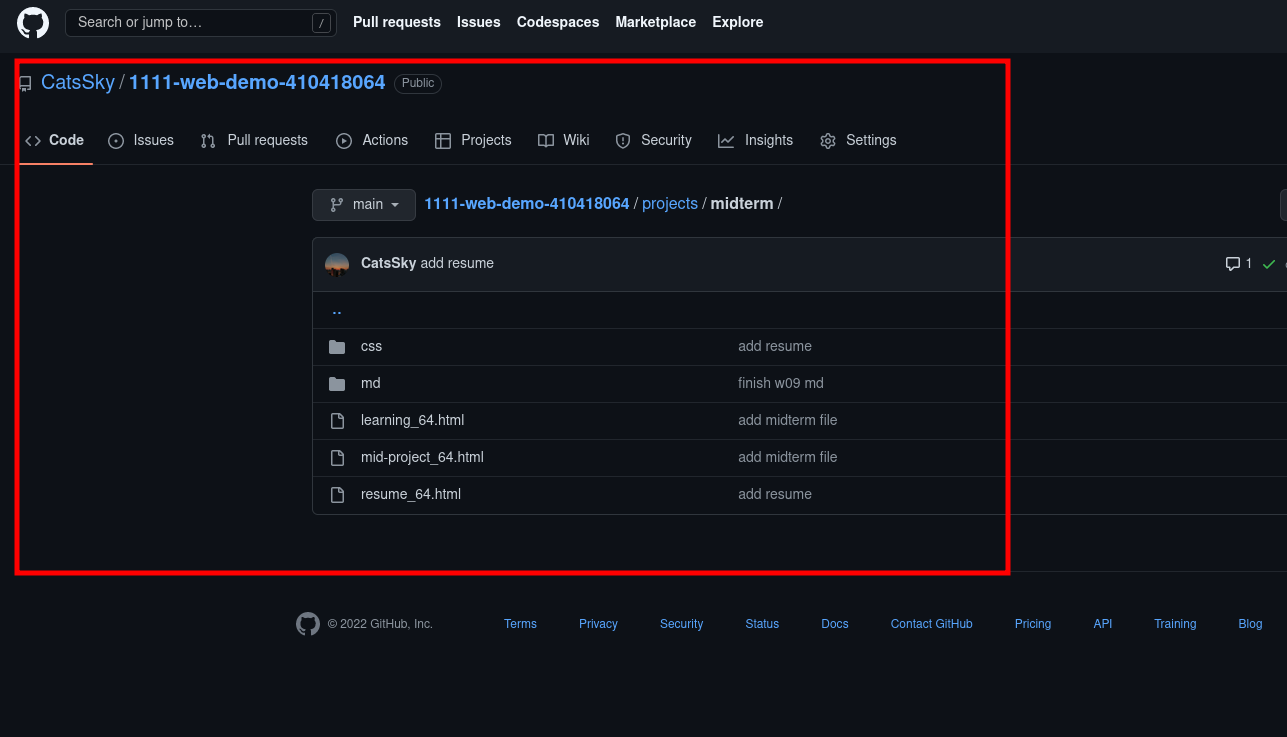 Search or jump to… / Pull requests Issues Codespaces Marketplace Explore
CatsSky / 1111-web-demo-410418064 Public
Code Issues Pull requests Actions Projects Wiki Security Insights Settings
main 1111-web-demo-410418064 / projects / midterm /
CatsSky add resume 1
..
css add resume
md finish w09 md
learning_64.html add midterm file
mid-project_64.html add midterm file
resume_64.html add resume
© 2022 GitHub, Inc. Terms Privacy Security Status Docs Contact GitHub Pricing API Training Blog